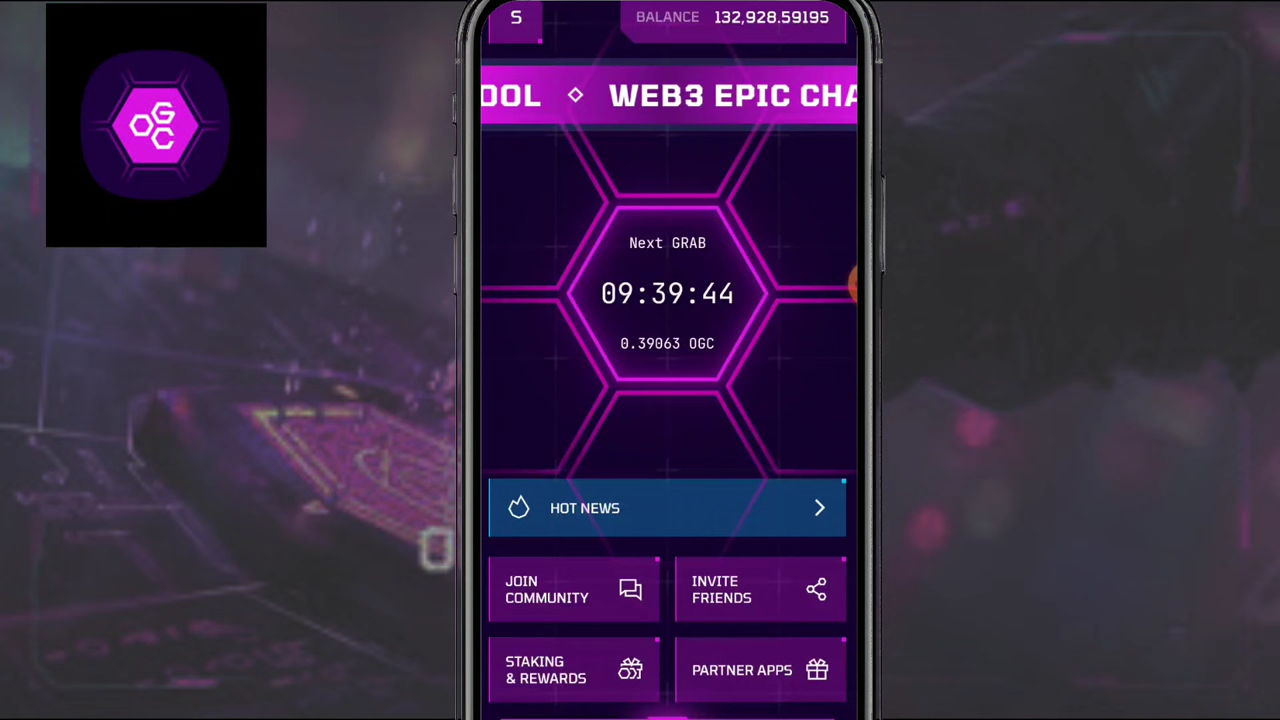 OGC
S
BALANCE 132,928.59195
OOL ◇ WEB3 EPIC CHA
Next GRAB
09:39:44
0.39063 OGC
HOT NEWS
JOIN
COMMUNITY
INVITE
FRIENDS
STAKING
& REWARDS
PARTNER APPS